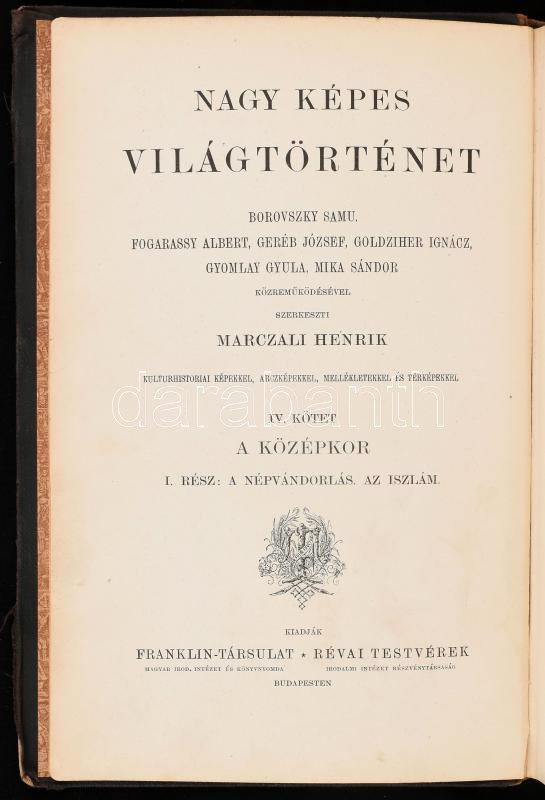 NAGY KÉPES
VILÁGTÖRTÉNET
BOROVSZKY SAMU,
FOGARASSY ALBERT, GERÉB JÓZSEF, GOLDZIHER IGNÁCZ,
GYOMLAY GYULA, MIKA SÁNDOR
KÖZREMŰKÖDÉSÉVEL
SZERKESZTI
MARCZALI HENRIK
KULTURHISTORIAI KÉPEKKEL, ARCZKÉPEKKEL, MELLÉKLETEKKEL ÉS TÉRKÉPEKKEL
darabanth
IV. KÖTET
A KÖZÉPKOR
I. RÉSZ: A NÉPVÁNDORLÁS. AZ ISZLÁM.
KIADJÁK
FRANKLIN-TÁRSULAT ⋆ RÉVAI TESTVÉREK
MAGYAR IROD. INTÉZET ÉS KÖNYVNYOMDA IRODALMI INTÉZET RÉSZVÉNYTÁRSASÁG
BUDAPESTEN